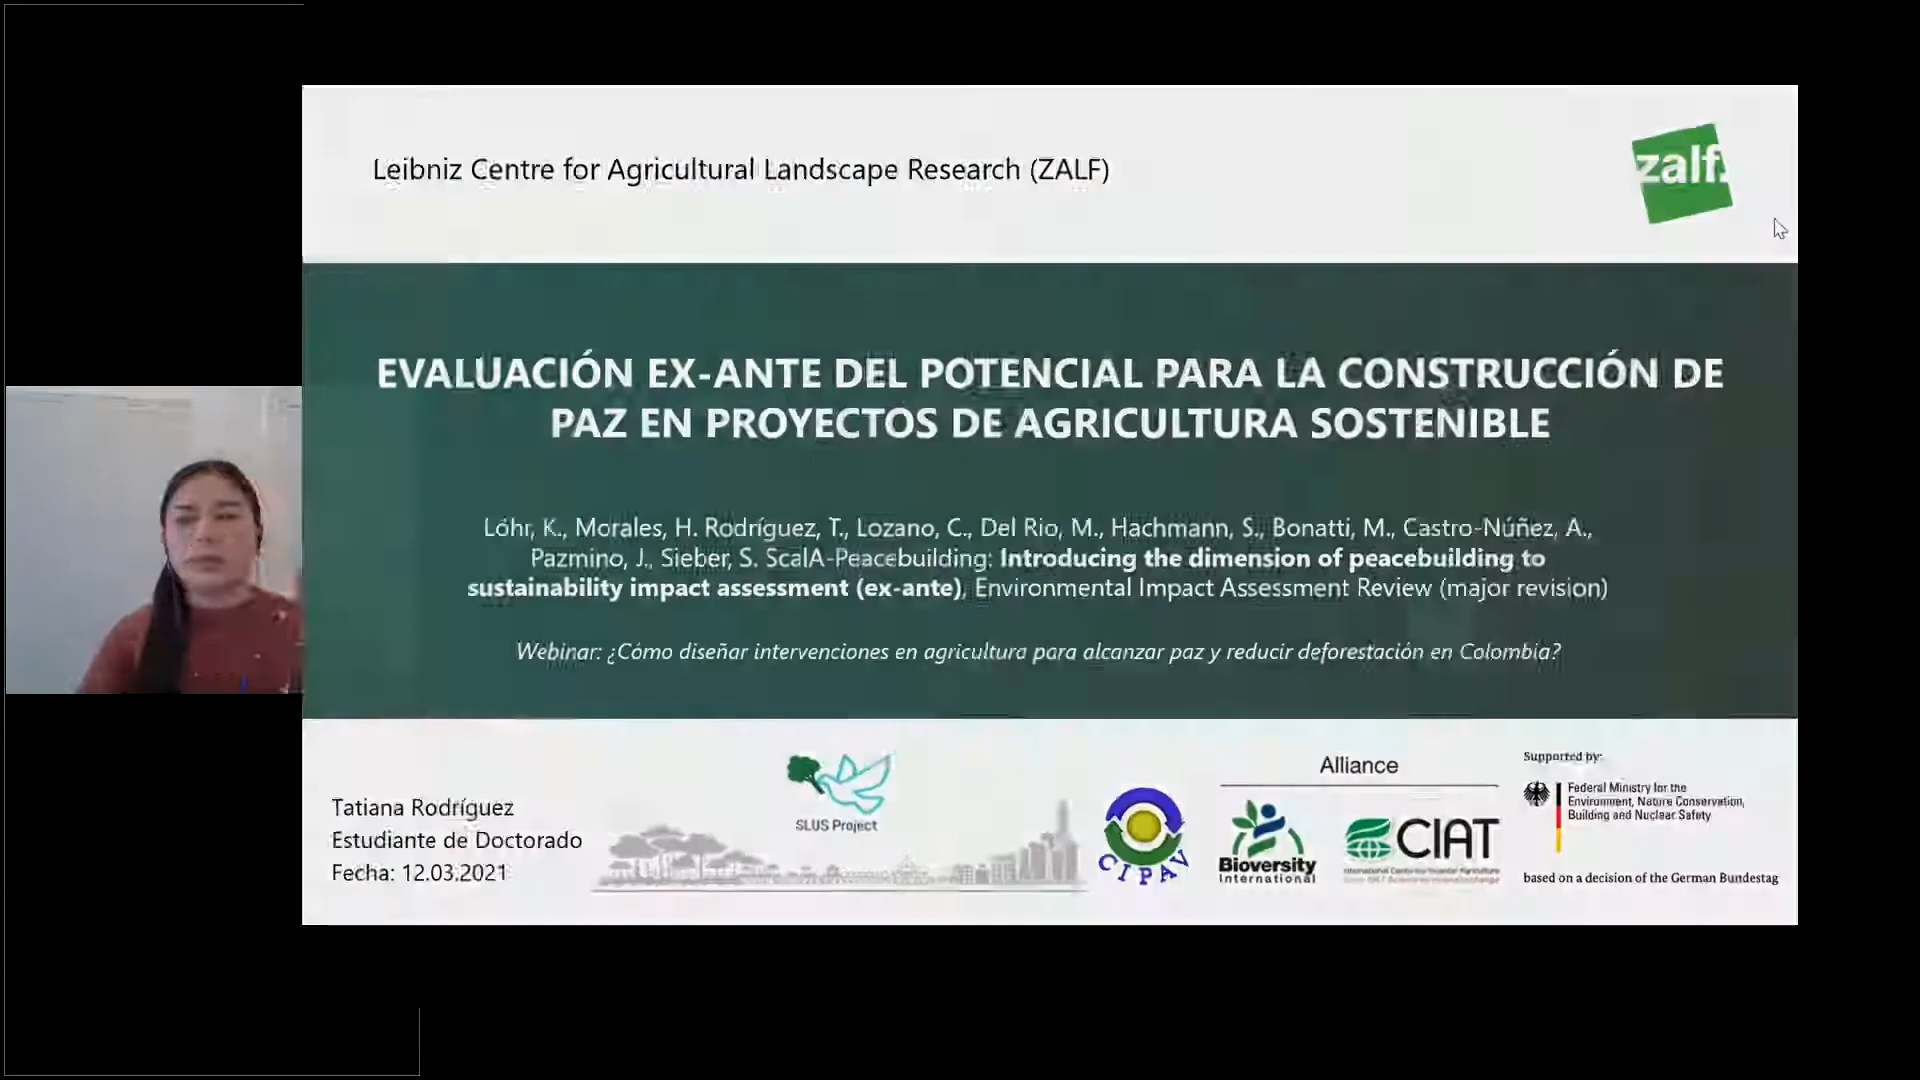 Leibniz Centre for Agricultural Landscape Research (ZALF)
zalf.
EVALUACIÓN EX-ANTE DEL POTENCIAL PARA LA CONSTRUCCIÓN DE
PAZ EN PROYECTOS DE AGRICULTURA SOSTENIBLE
Löhr, K., Morales, H. Rodríguez, T., Lozano, C., Del Rio, M., Hachmann, S., Bonatti, M., Castro-Núñez, A.,
Pazmino, J., Sieber, S. ScalA-Peacebuilding: Introducing the dimension of peacebuilding to
sustainability impact assessment (ex-ante), Environmental Impact Assessment Review (major revision)
Webinar: ¿Cómo diseñar intervenciones en agricultura para alcanzar paz y reducir deforestación en Colombia?
Tatiana Rodríguez
Estudiante de Doctorado
Fecha: 12.03.2021
SLUS Project
CIPAV
Alliance
Bioversity
International
CIAT
International Center for Tropical Agriculture
Supported by:
Federal Ministry for the
Environment, Nature Conservation,
Building and Nuclear Safety
based on a decision of the German Bundestag